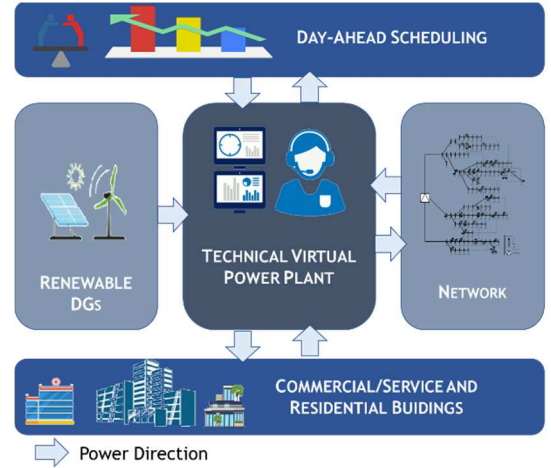 DAY-AHEAD SCHEDULING
RENEWABLE
DGS
TECHNICAL VIRTUAL
POWER PLANT
NETWORK
COMMERCIAL/SERVICE AND
RESIDENTIAL BUIDINGS
Power Direction